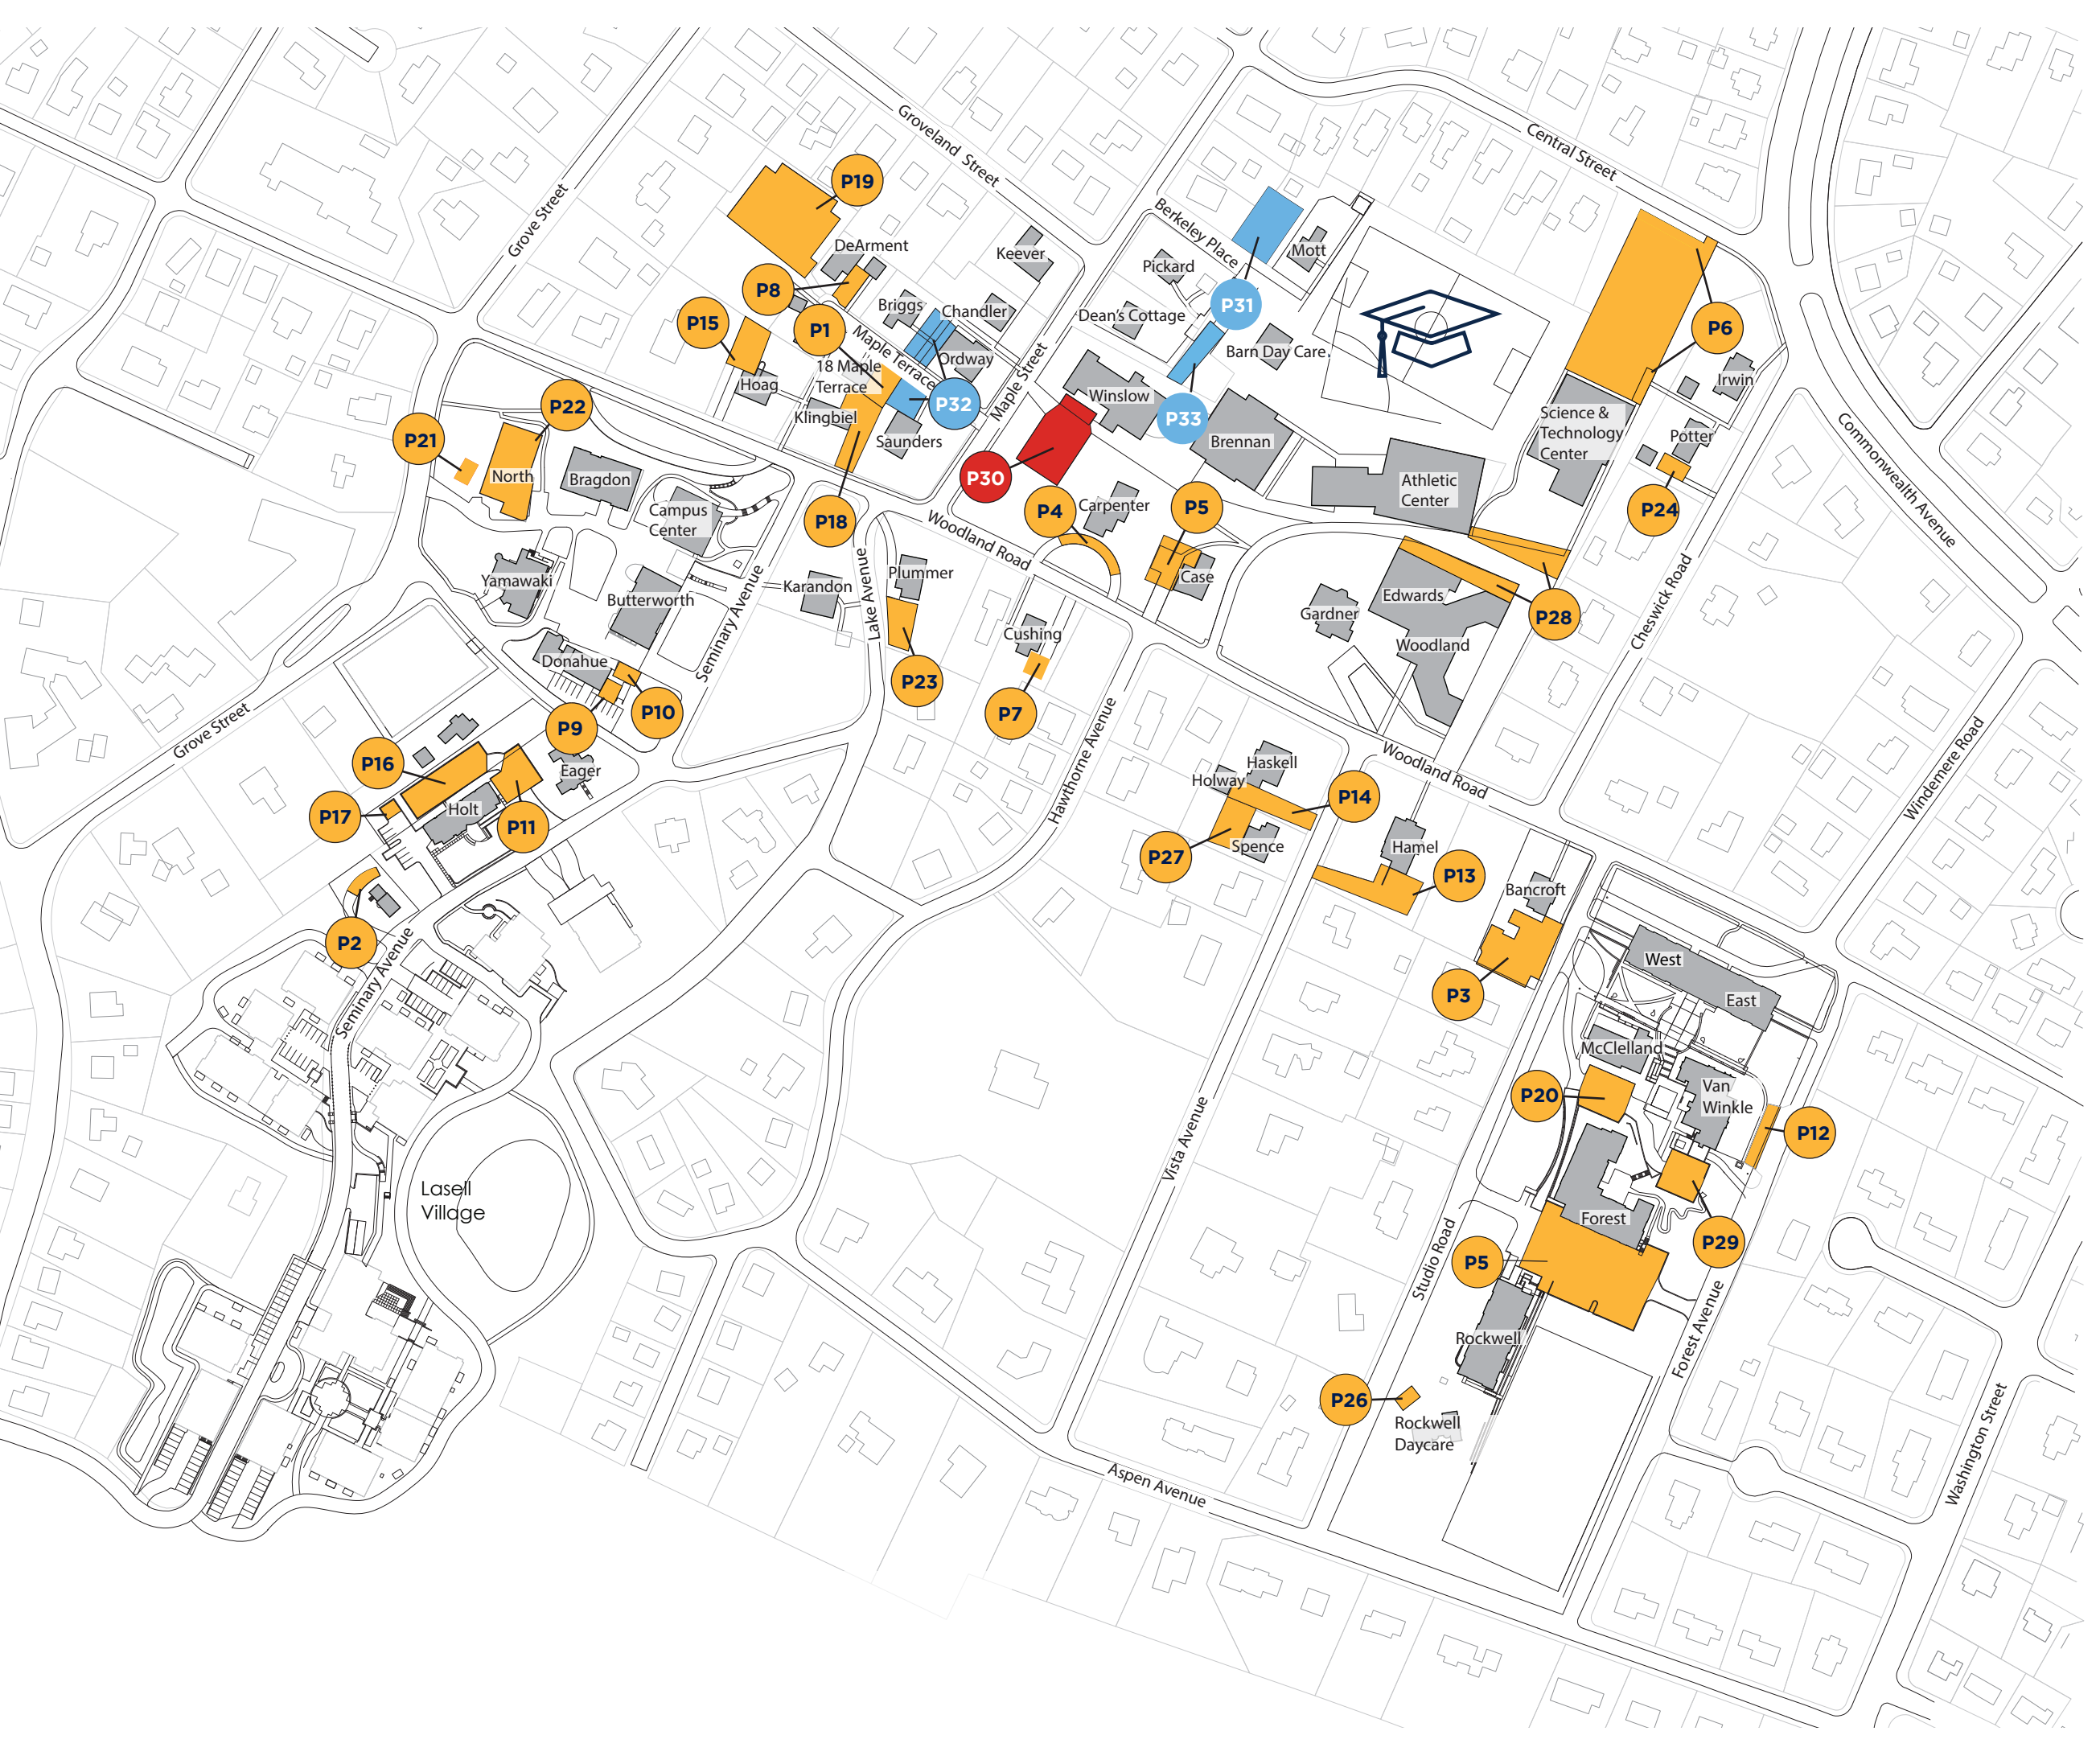 Groveland Street
Central Street
Grove Street
P19
Berkeley Place
DeArment
Keever
Mott
Pickard
P8
P31
Briggs
Chandler
Dean's Cottage
P15
P1
P6
Maple Terrace
Ordway
Barn Day Care
18 Maple
Terrace
Maple Street
Irwin
Hoag
Winslow
P22
P32
Klingbiel
P33
Science &
Technology
Center
P21
Saunders
Brennan
Potter
Commonwealth Avenue
North
Bragdon
P30
Athletic
Center
Campus
Center
P18
P4
Carpenter
P5
P24
Woodland Road
Yamawaki
Karandon
Plummer
Case
Butterworth
Lake Avenue
Edwards
Gardner
P28
Cheswick Road
Seminary Avenue
Cushing
Woodland
Donahue
P23
P10
P7
P9
Grove Street
P16
Eager
Hawthorne Avenue
Haskell
Holway
Woodland Road
Windemere Road
P17
Holt
P11
P14
P27
Spence
Hamel
P13
Bancroft
P2
P3
West
East
Seminary Avenue
McClelland
P20
Van
Winkle
P12
Vista Avenue
Lasell
Village
Forest
P29
P5
Studio Road
Rockwell
Forest Avenue
P26
Rockwell
Daycare
Washington Street
Aspen Avenue